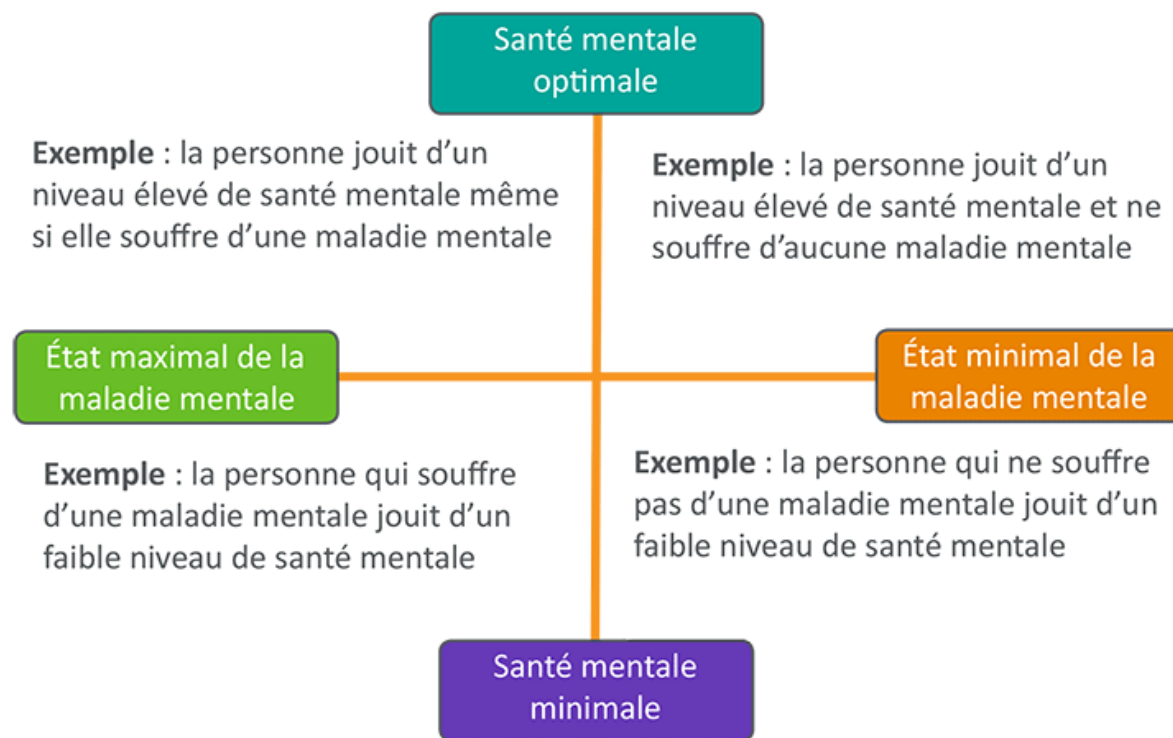 Santé mentale
optimale
Exemple : la personne jouit d’un
niveau élevé de santé mentale même
si elle souffre d’une maladie mentale
Exemple : la personne jouit d’un
niveau élevé de santé mentale et ne
souffre d’aucune maladie mentale
État maximal de la
maladie mentale
État minimal de la
maladie mentale
Exemple : la personne qui souffre
d’une maladie mentale jouit d’un
faible niveau de santé mentale
Exemple : la personne qui ne souffre
pas d’une maladie mentale jouit d’un
faible niveau de santé mentale
Santé mentale
minimale